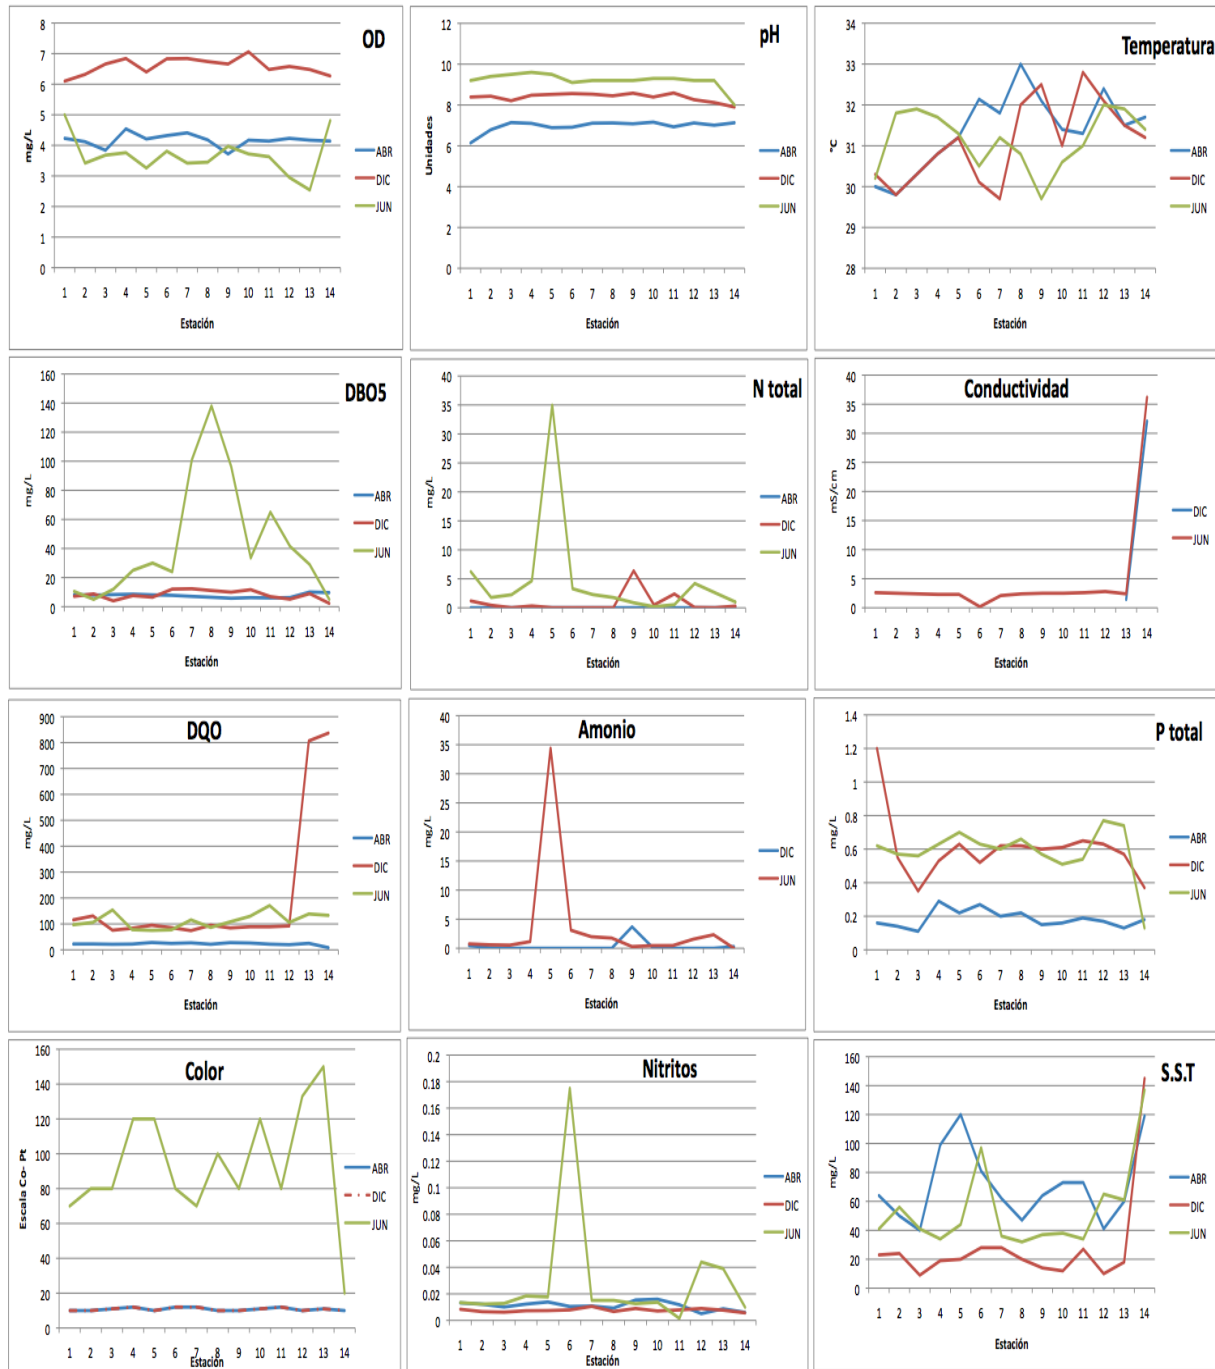 OD
8
7
6
5
4
3
2
1
0
mg/L
1 2 3 4 5 6 7 8 9 10 11 12 13 14
Estación
ABR
DIC
JUN
pH
12
10
8
6
4
2
0
Unidades
1 2 3 4 5 6 7 8 9 10 11 12 13 14
Estación
ABR
DIC
JUN
Temperatura
34
33
32
31
30
29
28
°C
1 2 3 4 5 6 7 8 9 10 11 12 13 14
Estación
ABR
DIC
JUN
DBO5
160
140
120
100
80
60
40
20
0
mg/L
1 2 3 4 5 6 7 8 9 10 11 12 13 14
Estación
ABR
DIC
JUN
N total
40
35
30
25
20
15
10
5
0
mg/L
1 2 3 4 5 6 7 8 9 10 11 12 13 14
Estación
ABR
DIC
JUN
Conductividad
40
35
30
25
20
15
10
5
0
mS/cm
1 2 3 4 5 6 7 8 9 10 11 12 13 14
Estación
DIC
JUN
DQO
900
800
700
600
500
400
300
200
100
0
mg/L
1 2 3 4 5 6 7 8 9 10 11 12 13 14
Estación
ABR
DIC
JUN
Amonio
40
35
30
25
20
15
10
5
0
mg/L
1 2 3 4 5 6 7 8 9 10 11 12 13 14
Estación
DIC
JUN
P total
1.4
1.2
1
0.8
0.6
0.4
0.2
0
mg/L
1 2 3 4 5 6 7 8 9 10 11 12 13 14
Estación
ABR
DIC
JUN
Color
160
140
120
100
80
60
40
20
0
Escala Co- Pt
1 2 3 4 5 6 7 8 9 10 11 12 13 14
Estación
ABR
DIC
JUN
Nitritos
0.2
0.18
0.16
0.14
0.12
0.1
0.08
0.06
0.04
0.02
0
mg/L
1 2 3 4 5 6 7 8 9 10 11 12 13 14
Estación
ABR
DIC
JUN
S.S.T
160
140
120
100
80
60
40
20
0
mg/L
1 2 3 4 5 6 7 8 9 10 11 12 13 14
Estación
ABR
DIC
JUN